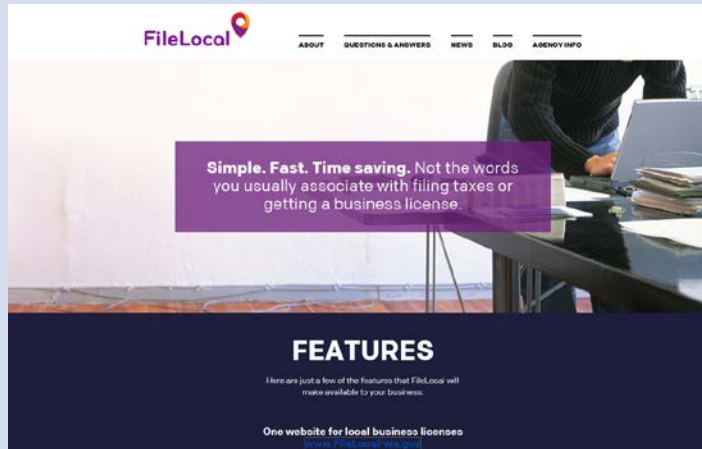 FileLocal
ABOUT QUESTIONS & ANSWERS NEWS BLOG AGENCY INFO
Simple. Fast. Time saving. Not the words
you usually associate with filing taxes or
getting a business license.
FEATURES
Here are just a few of the features that FileLocal will
make available to your business:
One website for local business licenses
www.FileLocal-wa.gov